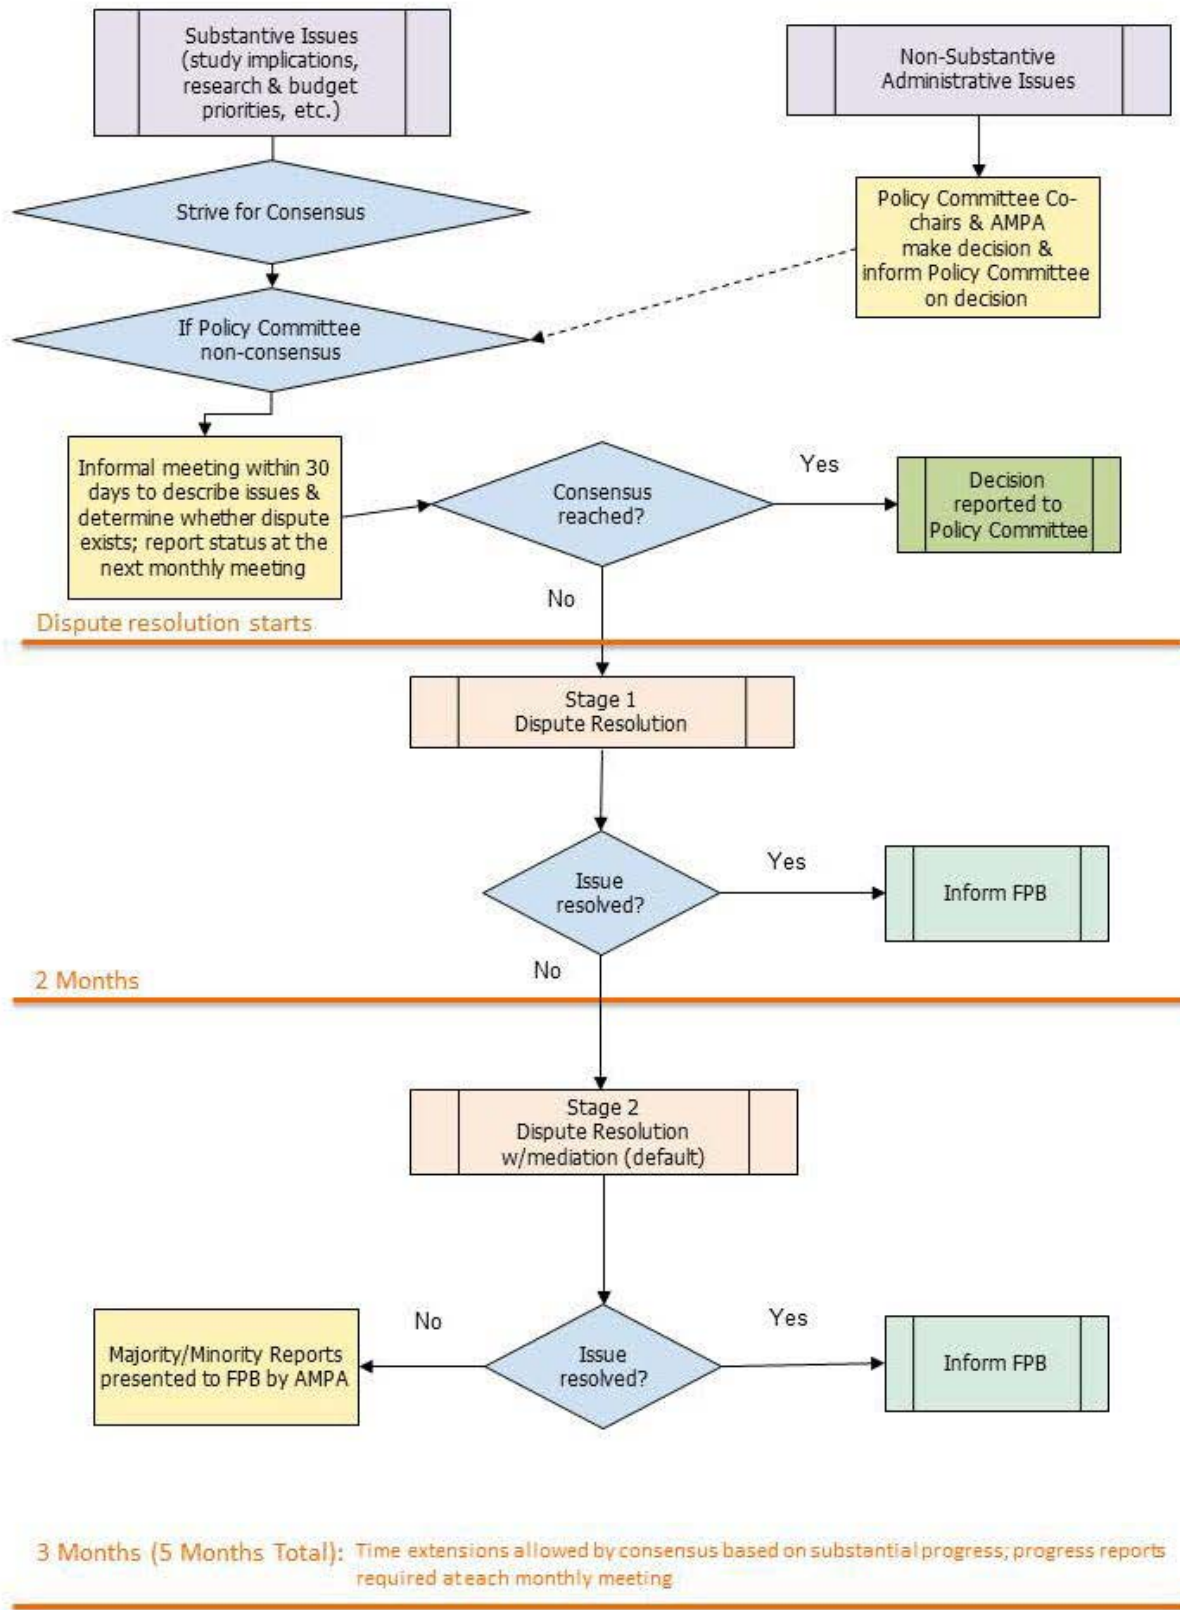 Substantive Issues
(study implications,
research & budget
priorities, etc.)
Non-Substantive
Administrative Issues
Strive for Consensus
Policy Committee Co-
chairs & AMPA
make decision &
inform Policy Committee
on decision
If Policy Committee
non-consensus
Informal meeting within 30
days to describe issues &
determine whether dispute
exists; report status at the
next monthly meeting
Consensus
reached?
Yes
Decision
reported to
Policy Committee
No
Dispute resolution starts
Stage 1
Dispute Resolution
Issue
resolved?
Yes
Inform FPB
No
2 Months
Stage 2
Dispute Resolution
w/mediation (default)
Issue
resolved?
No
Majority/Minority Reports
presented to FPB by AMPA
Yes
Inform FPB
3 Months (5 Months Total): Time extensions allowed by consensus based on substantial progress; progress reports
required at each monthly meeting